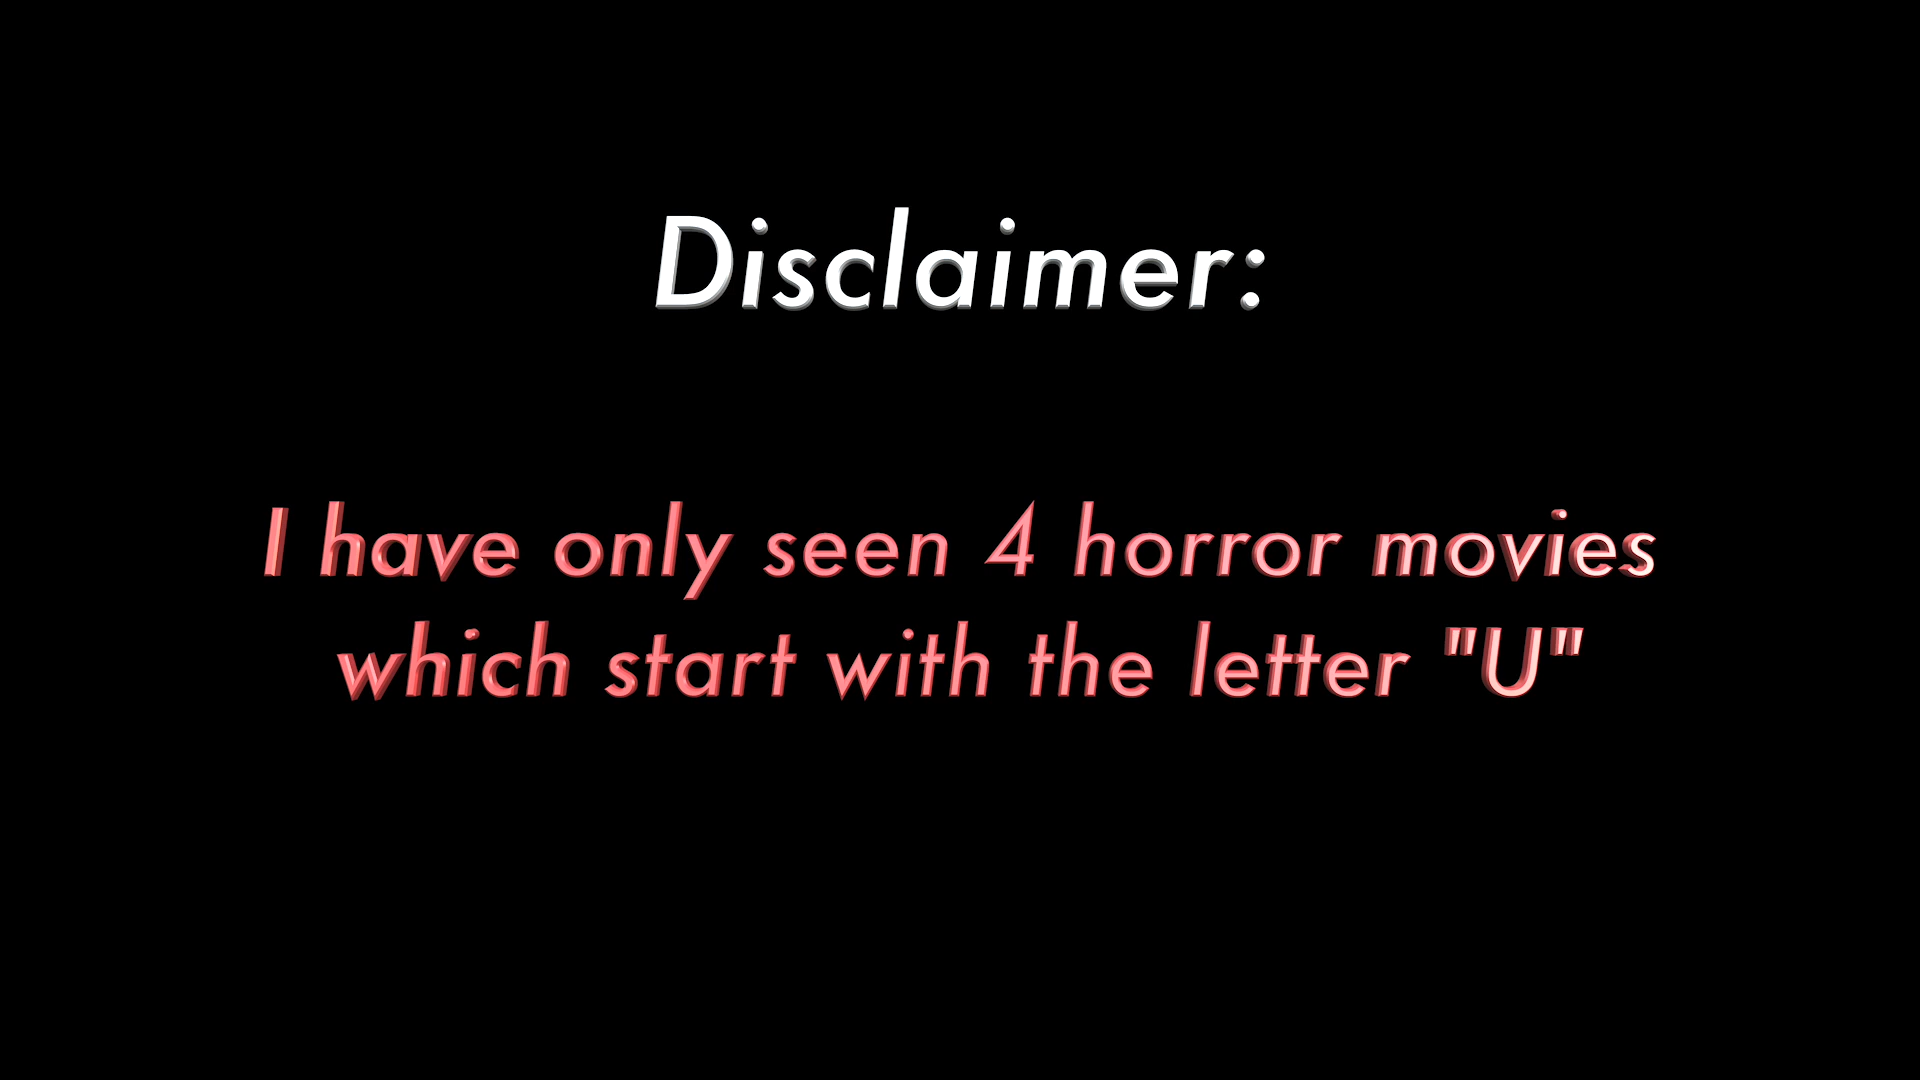 Disclaimer:
I have only seen 4 horror movies
which start with the letter "U"